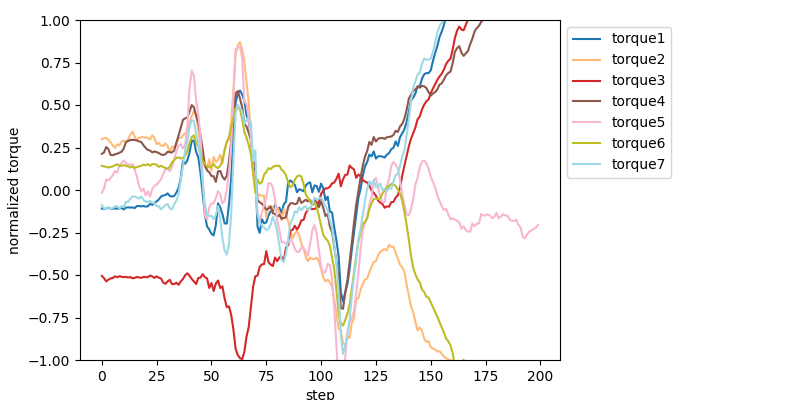 1.00
0.75
0.50
0.25
0.00
−0.25
−0.50
−0.75
−1.00
normalized torque
0 25 50 75 100 125 150 175 200
step
torque1
torque2
torque3
torque4
torque5
torque6
torque7